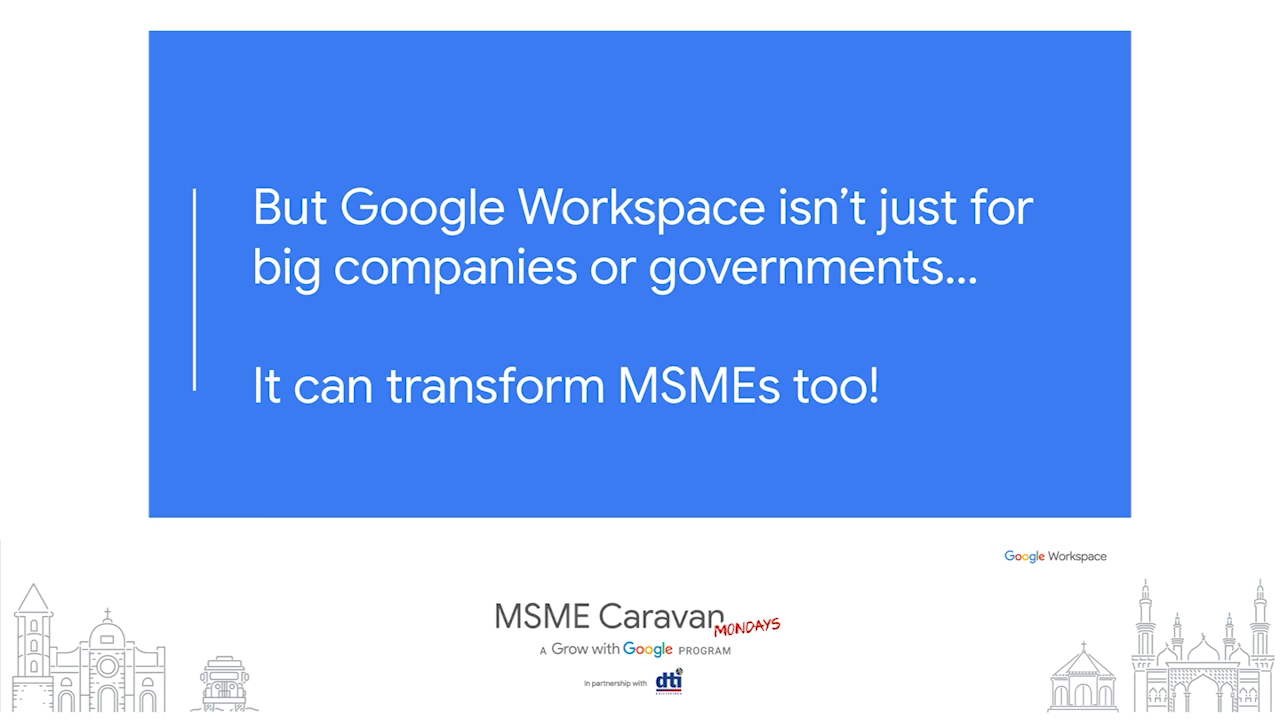 But Google Workspace isn’t just for
big companies or governments...
It can transform MSMEs too!
Google Workspace
MSME Caravan
MONDAYS
A Grow with Google PROGRAM
in partnership with dti
PHILIPPINES